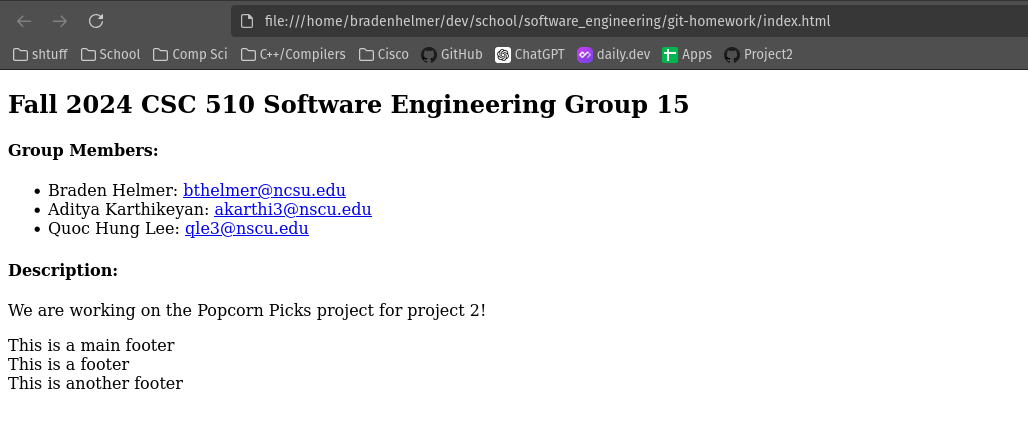 file:///home/bradenhelmer/dev/school/software_engineering/git-homework/index.html
shtuff School Comp Sci C++/Compilers Cisco GitHub ChatGPT daily.dev Apps Project2
Fall 2024 CSC 510 Software Engineering Group 15
Group Members:
• Braden Helmer: bthelmer@ncsu.edu
• Aditya Karthikeyan: akarthi3@nscu.edu
• Quoc Hung Lee: qle3@nscu.edu
Description:
We are working on the Popcorn Picks project for project 2!
This is a main footer
This is a footer
This is another footer